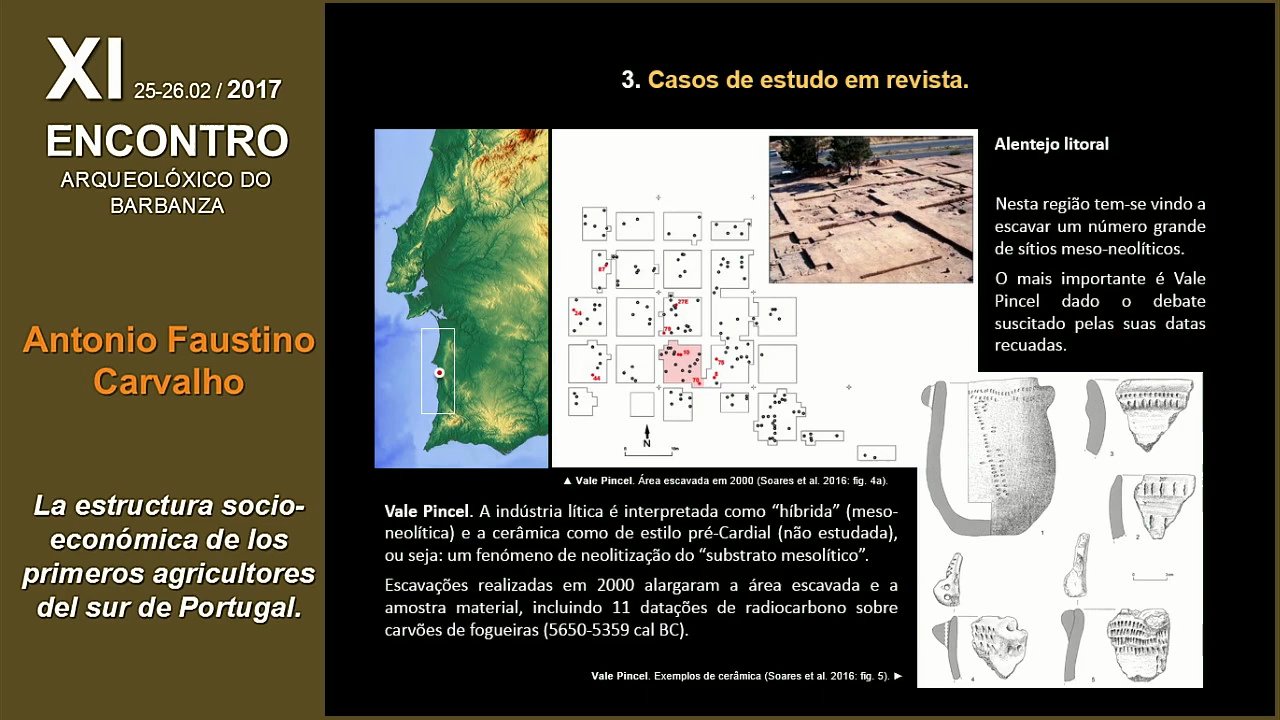 XI 25-26.02 / 2017
ENCONTRO
ARQUEOLÓXICO DO
BARBANZA
Antonio Faustino
Carvalho
La estructura socio-
económica de los
primeros agricultores
del sur de Portugal.
3. Casos de estudo em revista.
Alentejo litoral
Nesta região tem-se vindo a
escavar um número grande
de sítios meso-neolíticos.
O mais importante é Vale
Pincel dado o debate
suscitado pelas suas datas
recuadas.
N
▲ Vale Pincel. Área escavada em 2000 (Soares et al. 2016: fig. 4a).
Vale Pincel. A indústria lítica é interpretada como “híbrida” (meso-
neolítica) e a cerâmica como de estilo pré-Cardial (não estudada),
ou seja: um fenómeno de neolitização do “substrato mesolítico”.
Escavações realizadas em 2000 alargaram a área escavada e a
amostra material, incluindo 11 datações de radiocarbono sobre
carvões de fogueiras (5650-5359 cal BC).
Vale Pincel. Exemplos de cerâmica (Soares et al. 2016: fig. 5). ►
1
3
2
4
5